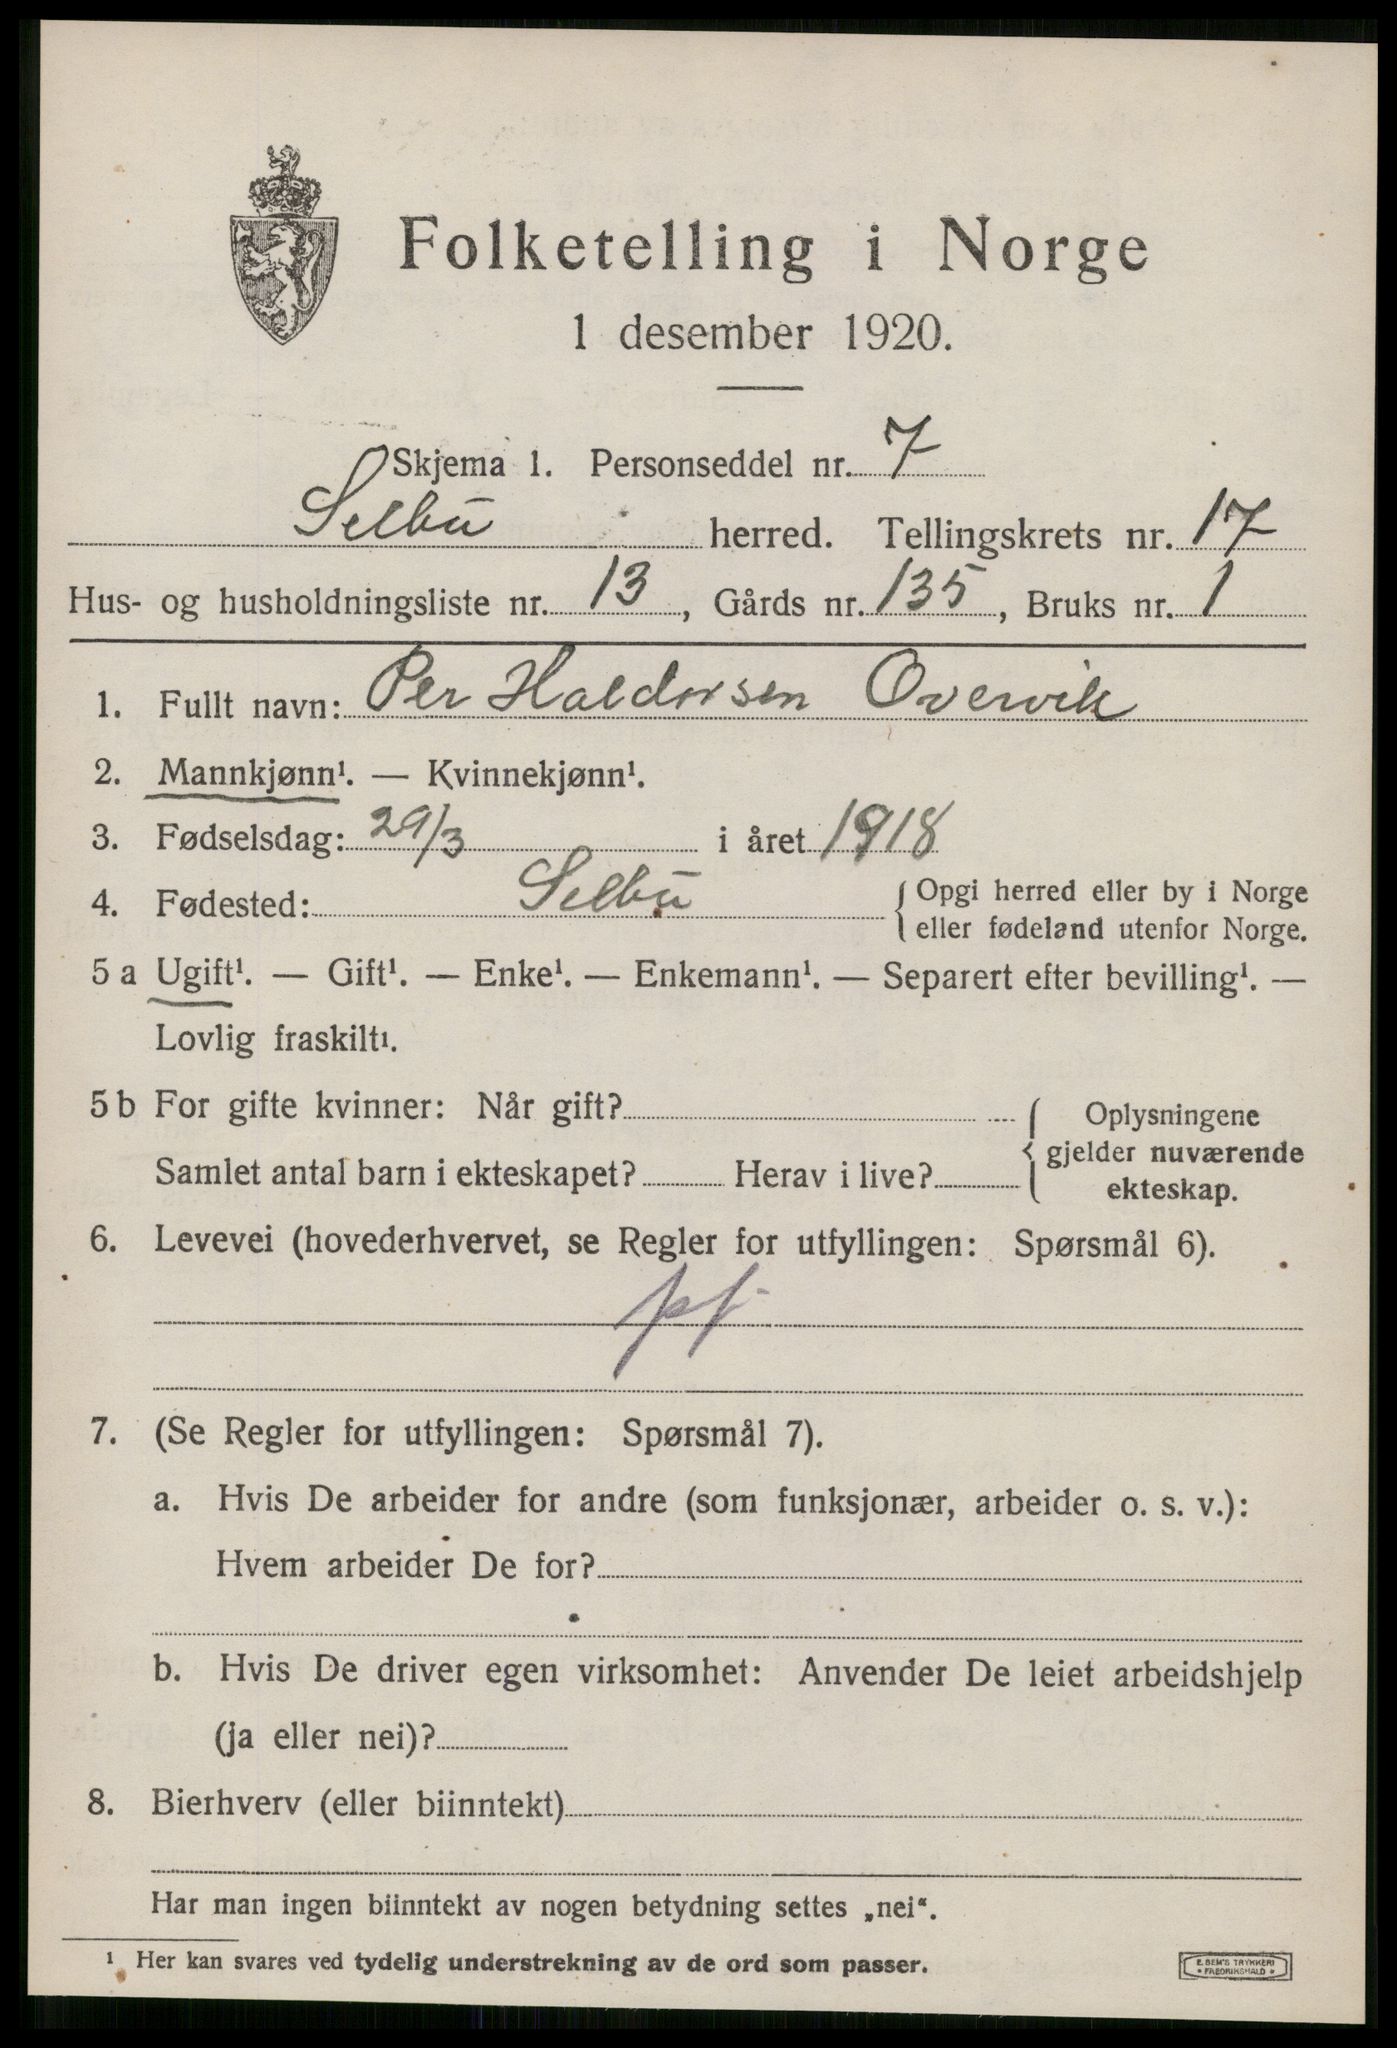 Folketelling i Norge
1 desember 1920.
Skjema 1. Personseddel nr. 7
Selbu herred. Tellingskrets nr. 17
Hus- og husholdningsliste nr. 13, Gårds nr. 135, Bruks nr. 1
1. Fullt navn: Per Haldorsen Overvik
2. Mannkjønn¹. — Kvinnekjønn¹.
3. Fødselsdag: 29/3 i året 1918
4. Fødested: Selbu { Opgi herred eller by i Norge
eller fødeland utenfor Norge.
5 a Ugift¹. — Gift¹. — Enke¹. — Enkemann¹. — Separert efter bevilling¹. —
Lovlig fraskilt¹.
5 b For gifte kvinner: Når gift? { Oplysningene
gjelder nuværende
Samlet antal barn i ekteskapet? Herav i live?
ekteskap.
6. Levevei (hovederhvervet, se Regler for utfyllingen: Spørsmål 6).
pf
7. (Se Regler for utfyllingen: Spørsmål 7).
a. Hvis De arbeider for andre (som funksjonær, arbeider o. s. v.):
Hvem arbeider De for?
b. Hvis De driver egen virksomhet: Anvender De leiet arbeidshjelp
(ja eller nei)?
8. Bierhverv (eller biinntekt)
Har man ingen biinntekt av nogen betydning settes „nei“.
¹ Her kan svares ved tydelig understrekning av de ord som passer.
E. SEM'S TRYKKERI
* FREDRIKSHALD *